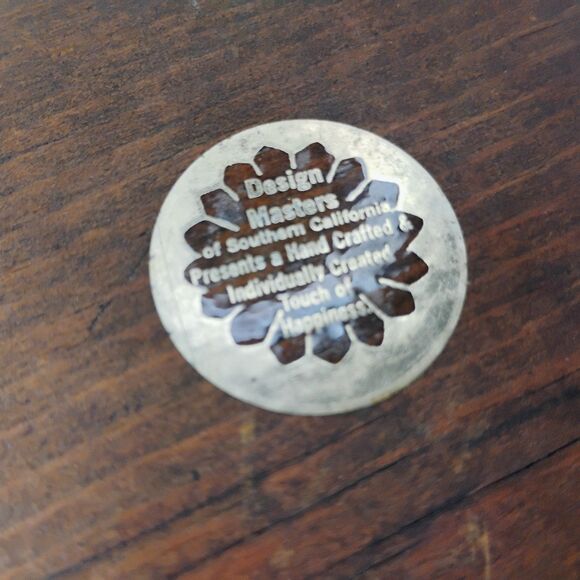 Design
Masters
of Southern California
Presents a Hand Crafted &
Individually Created
Touch of
Happiness.